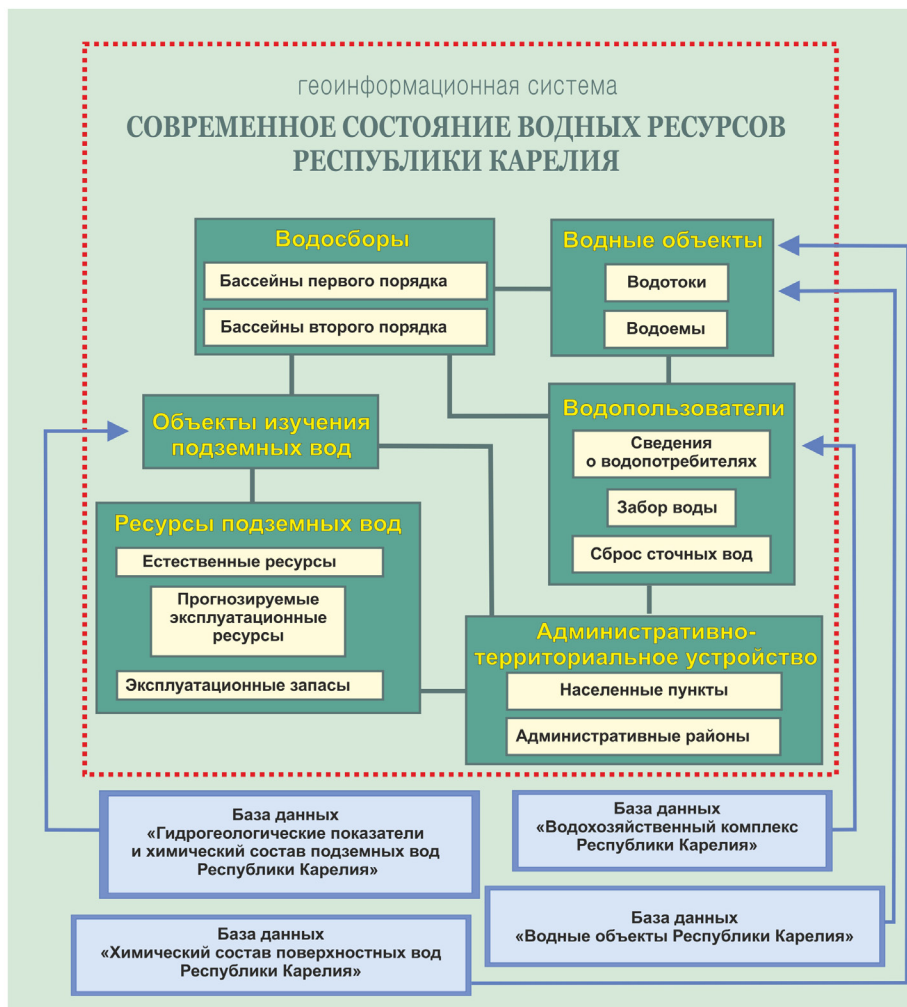 геоинформационная система
СОВРЕМЕННОЕ СОСТОЯНИЕ ВОДНЫХ РЕСУРСОВ
РЕСПУБЛИКИ КАРЕЛИЯ
Водосборы
Бассейны первого порядка
Бассейны второго порядка
Водные объекты
Водотоки
Водоемы
Объекты изучения
подземных вод
Водопользователи
Сведения
о водопотребителях
Забор воды
Сброс сточных вод
Ресурсы подземных вод
Естественные ресурсы
Прогнозируемые
эксплуатационные
ресурсы
Эксплуатационные запасы
Административно-
территориальное устройство
Населенные пункты
Административные районы
База данных
«Гидрогеологические показатели
и химический состав подземных вод
Республики Карелия»
База данных
«Водохозяйственный комплекс
Республики Карелия»
База данных
«Химический состав поверхностных вод
Республики Карелия»
База данных
«Водные объекты Республики Карелия»